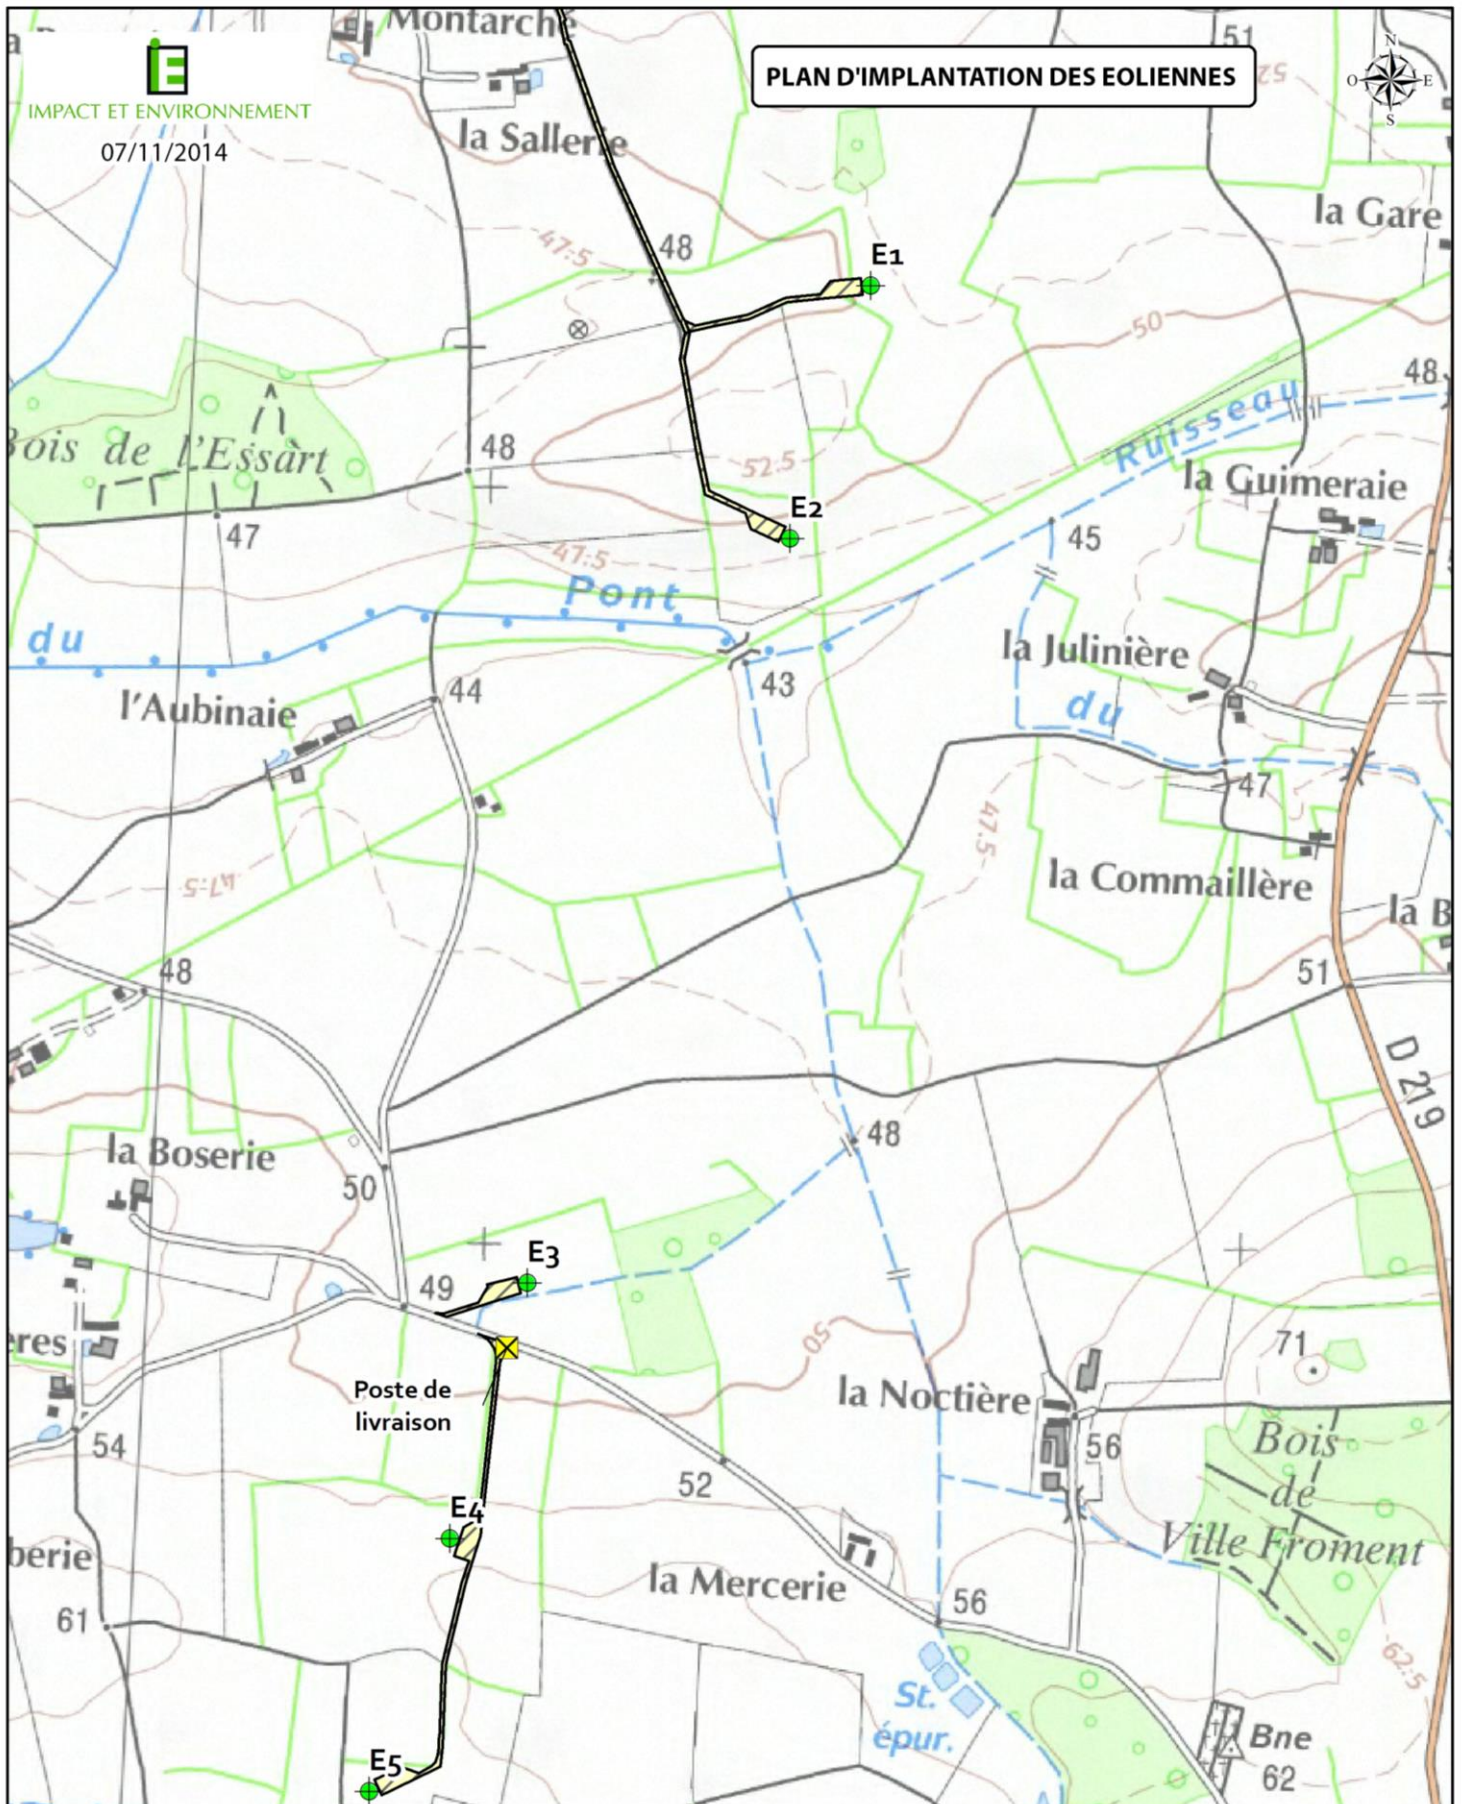 Montarche
51
PLAN D'IMPLANTATION DES EOLIENNES
N
O
E
S
52
IMPACT ET ENVIRONNEMENT
07/11/2014
la Sallerie
la Gare
47.5
48
E1
50
48
Ruisseau
Bois de l'Essart
48
52.5
la Guimeraie
47
E2
45
47.5
Pont
du
la Julinière
43
44
l'Aubinaie
du
47
47.5
47.5
la Commaillère
la B
48
51
D 219
48
la Boserie
50
E3
49
50
71
ères
Poste de
livraison
la Noctière
54
56
Bois
de
Ville Froment
52
E4
berie
la Mercerie
56
61
62.5
St.
épur.
Bne
62
E5